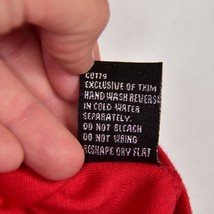 EXCLUSIVE OF TRIM
HAND WASH REVERSE
IN COLD WATER
SEPARATELY.
DO NOT BLEACH
DO NOT WRING
RESHAPE DRY FLAT